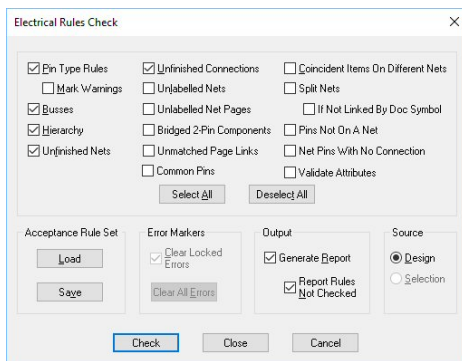 Electrical Rules Check
Pin Type Rules
Mark Warnings
Busses
Hierarchy
Unfinished Nets
Unfinished Connections
Unlabelled Nets
Unlabelled Net Pages
Bridged 2-Pin Components
Unmatched Page Links
Common Pins
Coincident Items On Different Nets
Split Nets
If Not Linked By Doc Symbol
Pins Not On A Net
Net Pins With No Connection
Validate Attributes
Select All
Deselect All
Acceptance Rule Set
Load
Save
Error Markers
Clear Locked
Errors
Clear All Errors
Output
Generate Report
Report Rules
Not Checked
Source
Design
Selection
Check
Close
Cancel